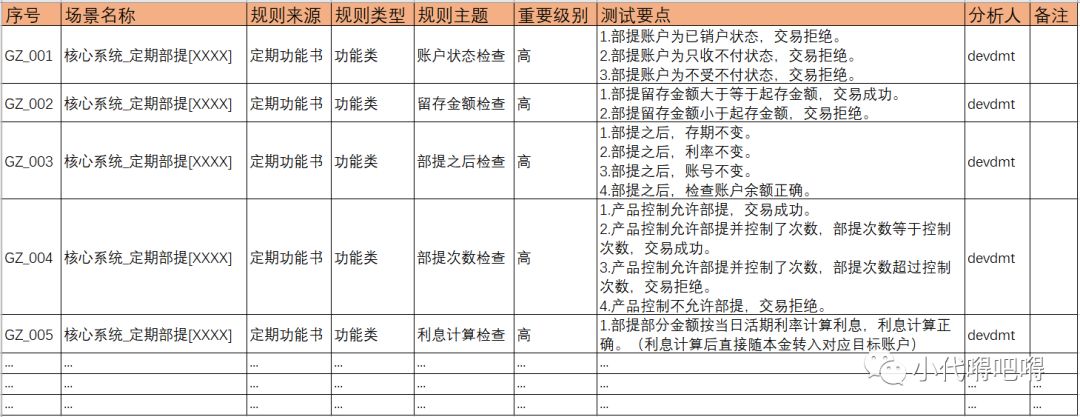 序号 场景名称 规则来源 规则类型 规则主题 重要级别 测试要点 分析人 备注
GZ_001 核心系统_定期部提[XXXX] 定期功能书 功能类 账户状态检查 高 1.部提账户为已销户状态，交易拒绝。
2.部提账户为只收不付状态，交易拒绝。
3.部提账户为不受不付状态，交易拒绝。 devdmt
GZ_002 核心系统_定期部提[XXXX] 定期功能书 功能类 留存金额检查 高 1.部提留存金额大于等于起存金额，交易成功。
2.部提留存金额小于起存金额，交易拒绝。 devdmt
GZ_003 核心系统_定期部提[XXXX] 定期功能书 功能类 部提之后检查 高 1.部提之后，存期不变。
2.部提之后，利率不变。
3.部提之后，账号不变。
4.部提之后，检查账户余额正确。 devdmt
GZ_004 核心系统_定期部提[XXXX] 定期功能书 功能类 部提次数检查 高 1.产品控制允许部提，交易成功。
2.产品控制允许部提并控制了次数，部提次数等于控制
次数，交易成功。
3.产品控制允许部提并控制了次数，部提次数超过控制
次数，交易拒绝。
4.产品控制不允许部提，交易拒绝。 devdmt
GZ_005 核心系统_定期部提[XXXX] 定期功能书 功能类 利息计算检查 高 1.部提部分金额按当日活期利率计算利息，利息计算正
确。（利息计算后直接随本金转入对应目标账户） devdmt
... ... ... ... ... ... ... ... ...
... ... ... ... ... ... ... ... ...
... ... ... ... ... ... ... ... ...
小代嘚吧嘚